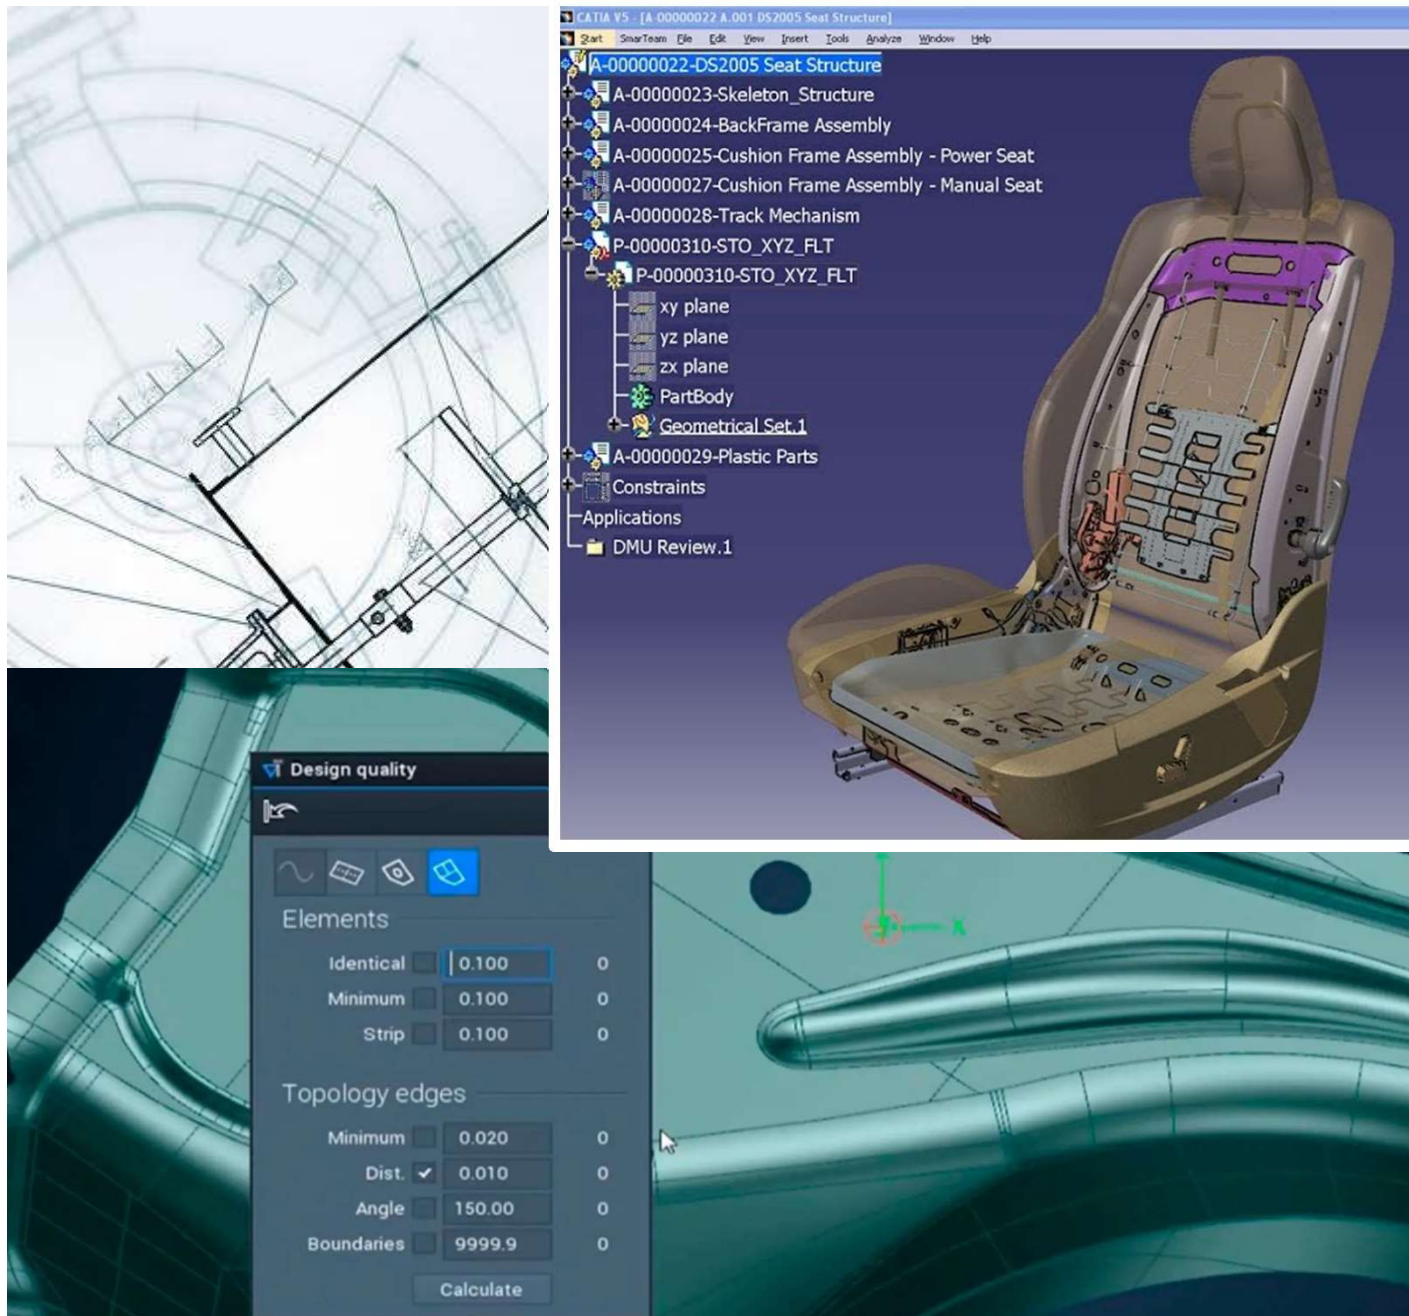 CATIA V5 - [A-00000022 A.001 DS2005 Seat Structure]
Start SmarTeam File Edit View Insert Tools Analyze Window Help
A-00000022-DS2005 Seat Structure
A-00000023-Skeleton_Structure
A-00000024-BackFrame Assembly
A-00000025-Cushion Frame Assembly - Power Seat
A-00000027-Cushion Frame Assembly - Manual Seat
A-00000028-Track Mechanism
P-00000310-STO_XYZ_FLT
P-00000310-STO_XYZ_FLT
xy plane
yz plane
zx plane
PartBody
Geometrical Set.1
A-00000029-Plastic Parts
Constraints
Applications
DMU Review.1
Design quality
Elements
Identical 0.100 0
Minimum 0.100 0
Strip 0.100 0
Topology edges
Minimum 0.020 0
Dist. 0.010 0
Angle 150.00 0
Boundaries 9999.9 0
Calculate
X